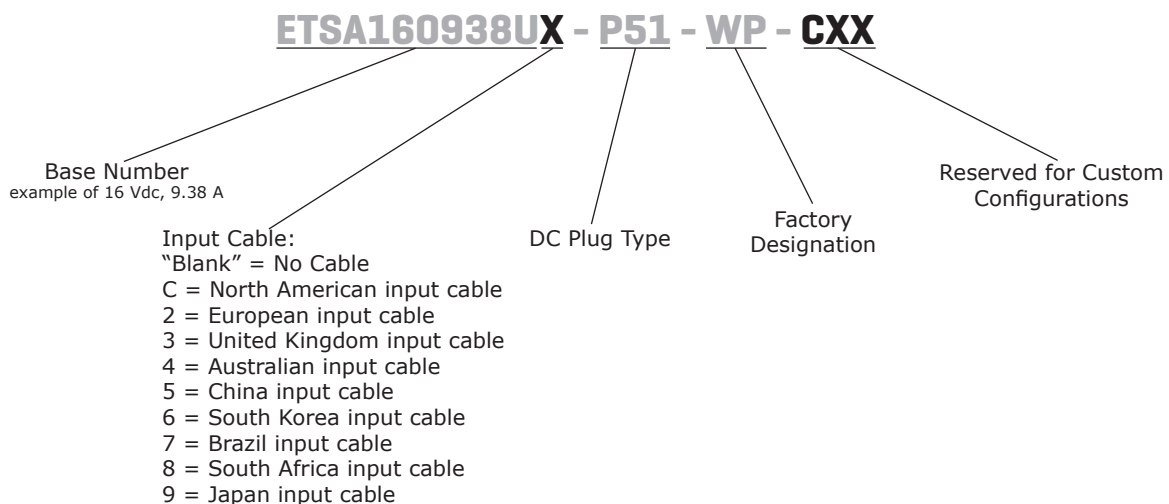 ETSA160938UX - P51 - WP - CXX
Base Number
example of 16 Vdc, 9.38 A
Input Cable:
“Blank” = No Cable
C = North American input cable
2 = European input cable
3 = United Kingdom input cable
4 = Australian input cable
5 = China input cable
6 = South Korea input cable
7 = Brazil input cable
8 = South Africa input cable
9 = Japan input cable
DC Plug Type
Factory
Designation
Reserved for Custom
Configurations